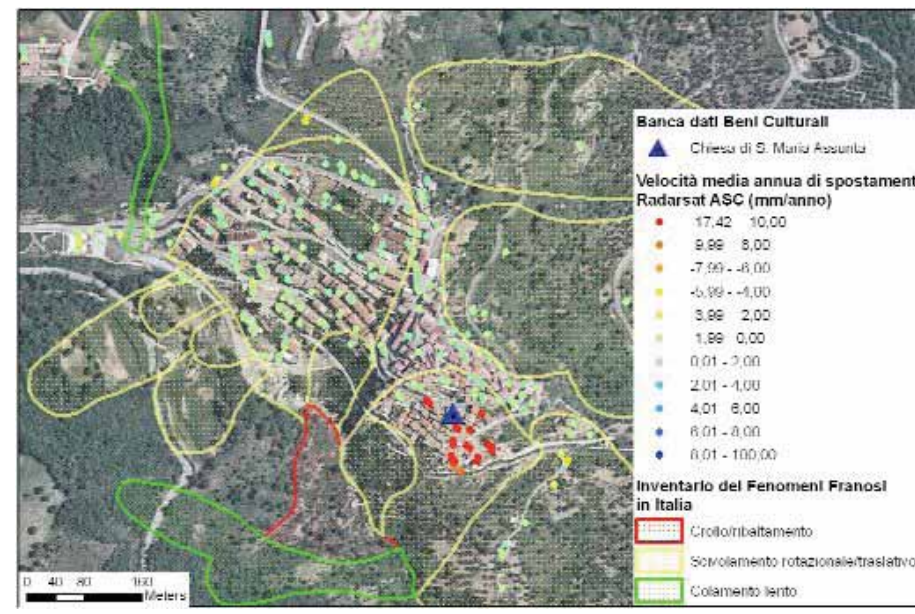 Banca dati Beni Culturali
Chiesa di S. Maria Assunta
Velocità media annua di spostament
Radarsat ASC (mm/anno)
17,42 10,00
9,99 8,00
-7,99 - -6,00
-5,99 - -4,00
3,99 2,00
1,99 0,00
0,01 - 2,00
2,01 - 4,00
4,01 6,00
6,01 - 8,00
8,01 - 100,00
Inventario dei Fenomeni Franosi
in Italia
Crollo/ribaltamento
Scivolamento rotazionale/traslativo
Colamento lento
0 40 80 160
Meters